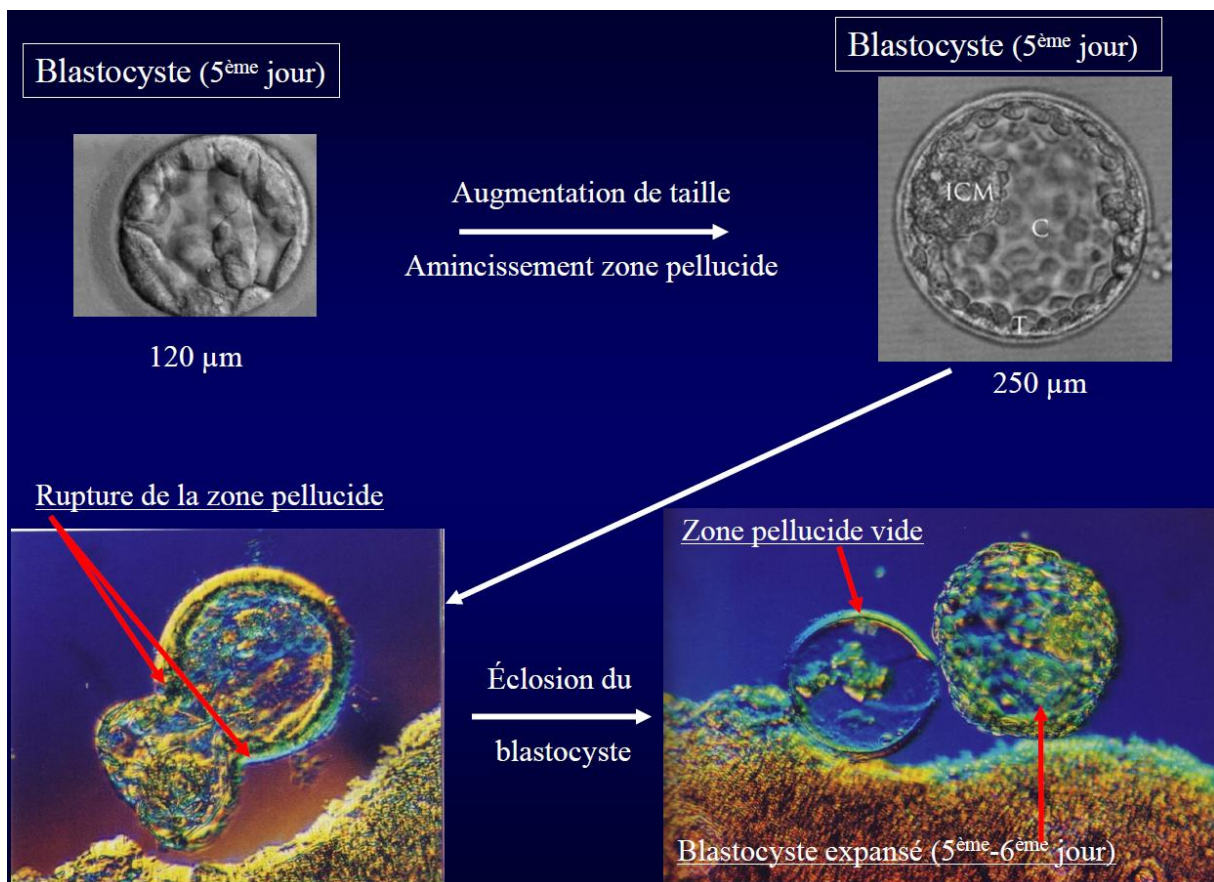 Blastocyste (5ème jour)
Blastocyste (5ème jour)
Augmentation de taille
Amincissement zone pellucide
ICM
C
T
120 µm
250 µm
Rupture de la zone pellucide
Zone pellucide vide
Éclosion du
blastocyste
Blastocyste expansé (5ème-6ème jour)